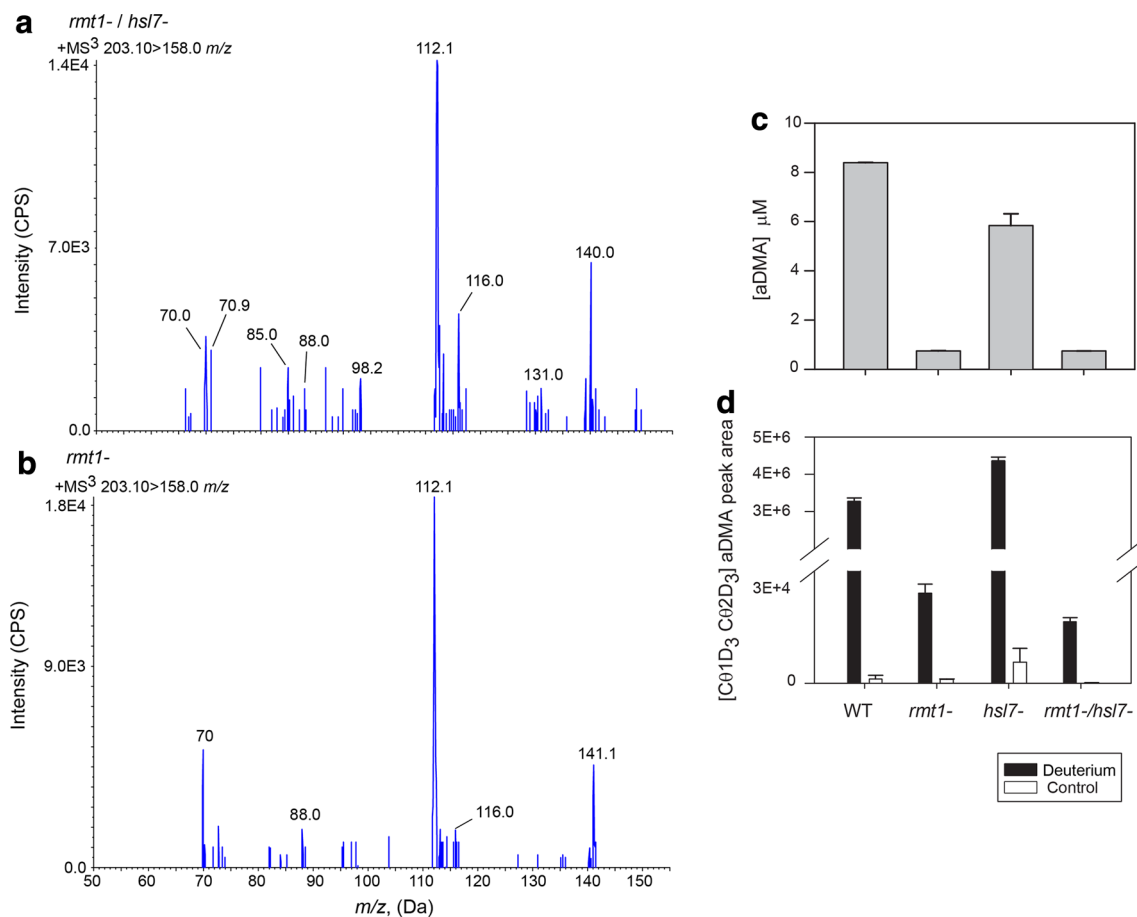 a
rmt1- / hsl7-
+MS3 203.10>158.0 m/z
1.4E4
7.0E3
0.0
Intensity (CPS)
70.0
70.9
85.0
88.0
98.2
112.1
116.0
131.0
140.0
b
rmt1-
+MS3 203.10>158.0 m/z
1.8E4
9.0E3
0.0
Intensity (CPS)
70
88.0
112.1
116.0
141.1
50 60 70 80 90 100 110 120 130 140 150
m/z, (Da)
c
10
8
6
4
2
0
[aDMA] μM
d
5E+6
4E+6
3E+6
3E+4
0
[Cθ1D3 Cθ2D3] aDMA peak area
WT rmt1- hsl7- rmt1-/hsl7-
Deuterium
Control